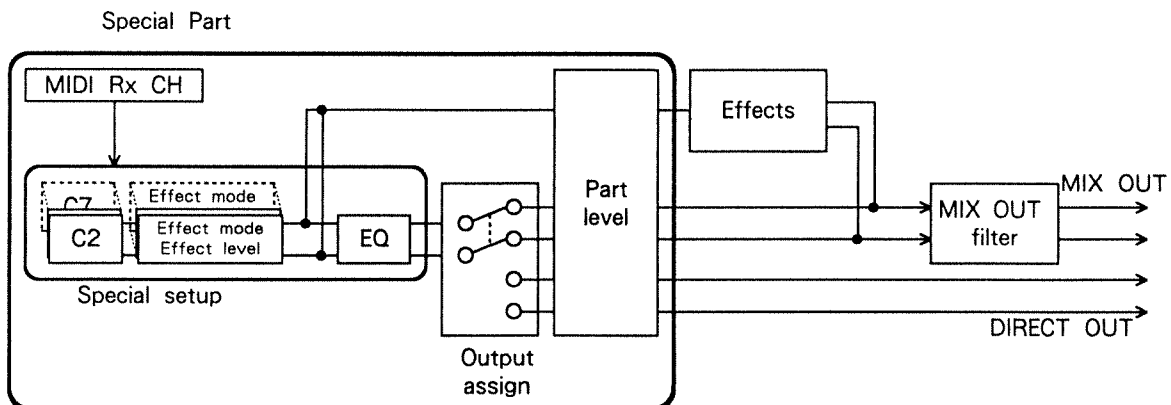 Special Part
MIDI Rx CH
Effects
C7
Effect mode
Part
level
MIX OUT
C2
Effect mode
Effect level
EQ
MIX OUT
filter
Special setup
DIRECT OUT
Output
assign